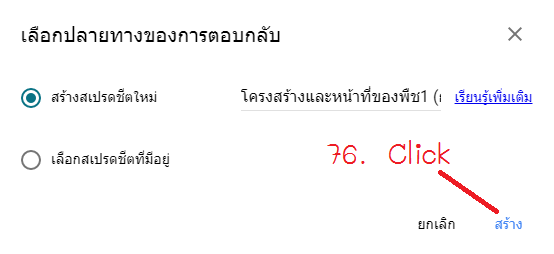 เลือกปลายทางของการตอบกลับ
สร้างสเปรดชีตใหม่ โครงสร้างและหน้าที่ของพืช1 ( เรียนรู้เพิ่มเติม
เลือกสเปรดชีตที่มีอยู่
76. Click
ยกเลิก สร้าง